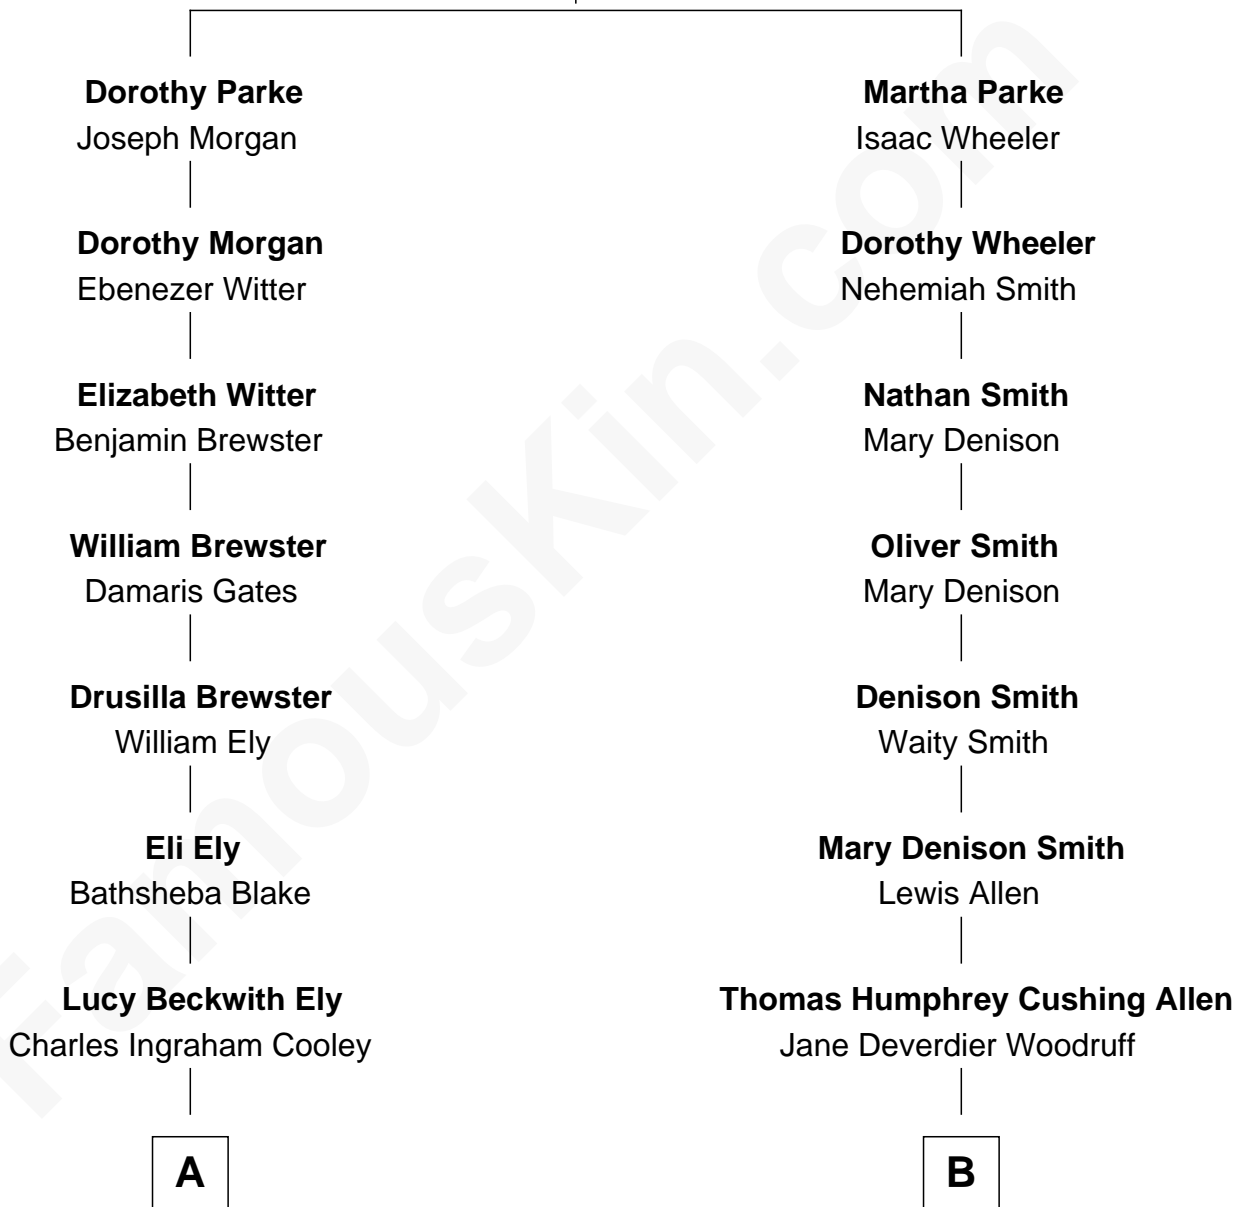 Dorothy Parke
Joseph Morgan
Dorothy Morgan
Ebenezer Witter
Elizabeth Witter
Benjamin Brewster
William Brewster
Damaris Gates
Drusilla Brewster
William Ely
Eli Ely
Bathsheba Blake
Lucy Beckwith Ely
Charles Ingraham Cooley
A
Martha Parke
Isaac Wheeler
Dorothy Wheeler
Nehemiah Smith
Nathan Smith
Mary Denison
Oliver Smith
Mary Denison
Denison Smith
Waity Smith
Mary Denison Smith
Lewis Allen
Thomas Humphrey Cushing Allen
Jane Deverdier Woodruff
B
FamousKin.com